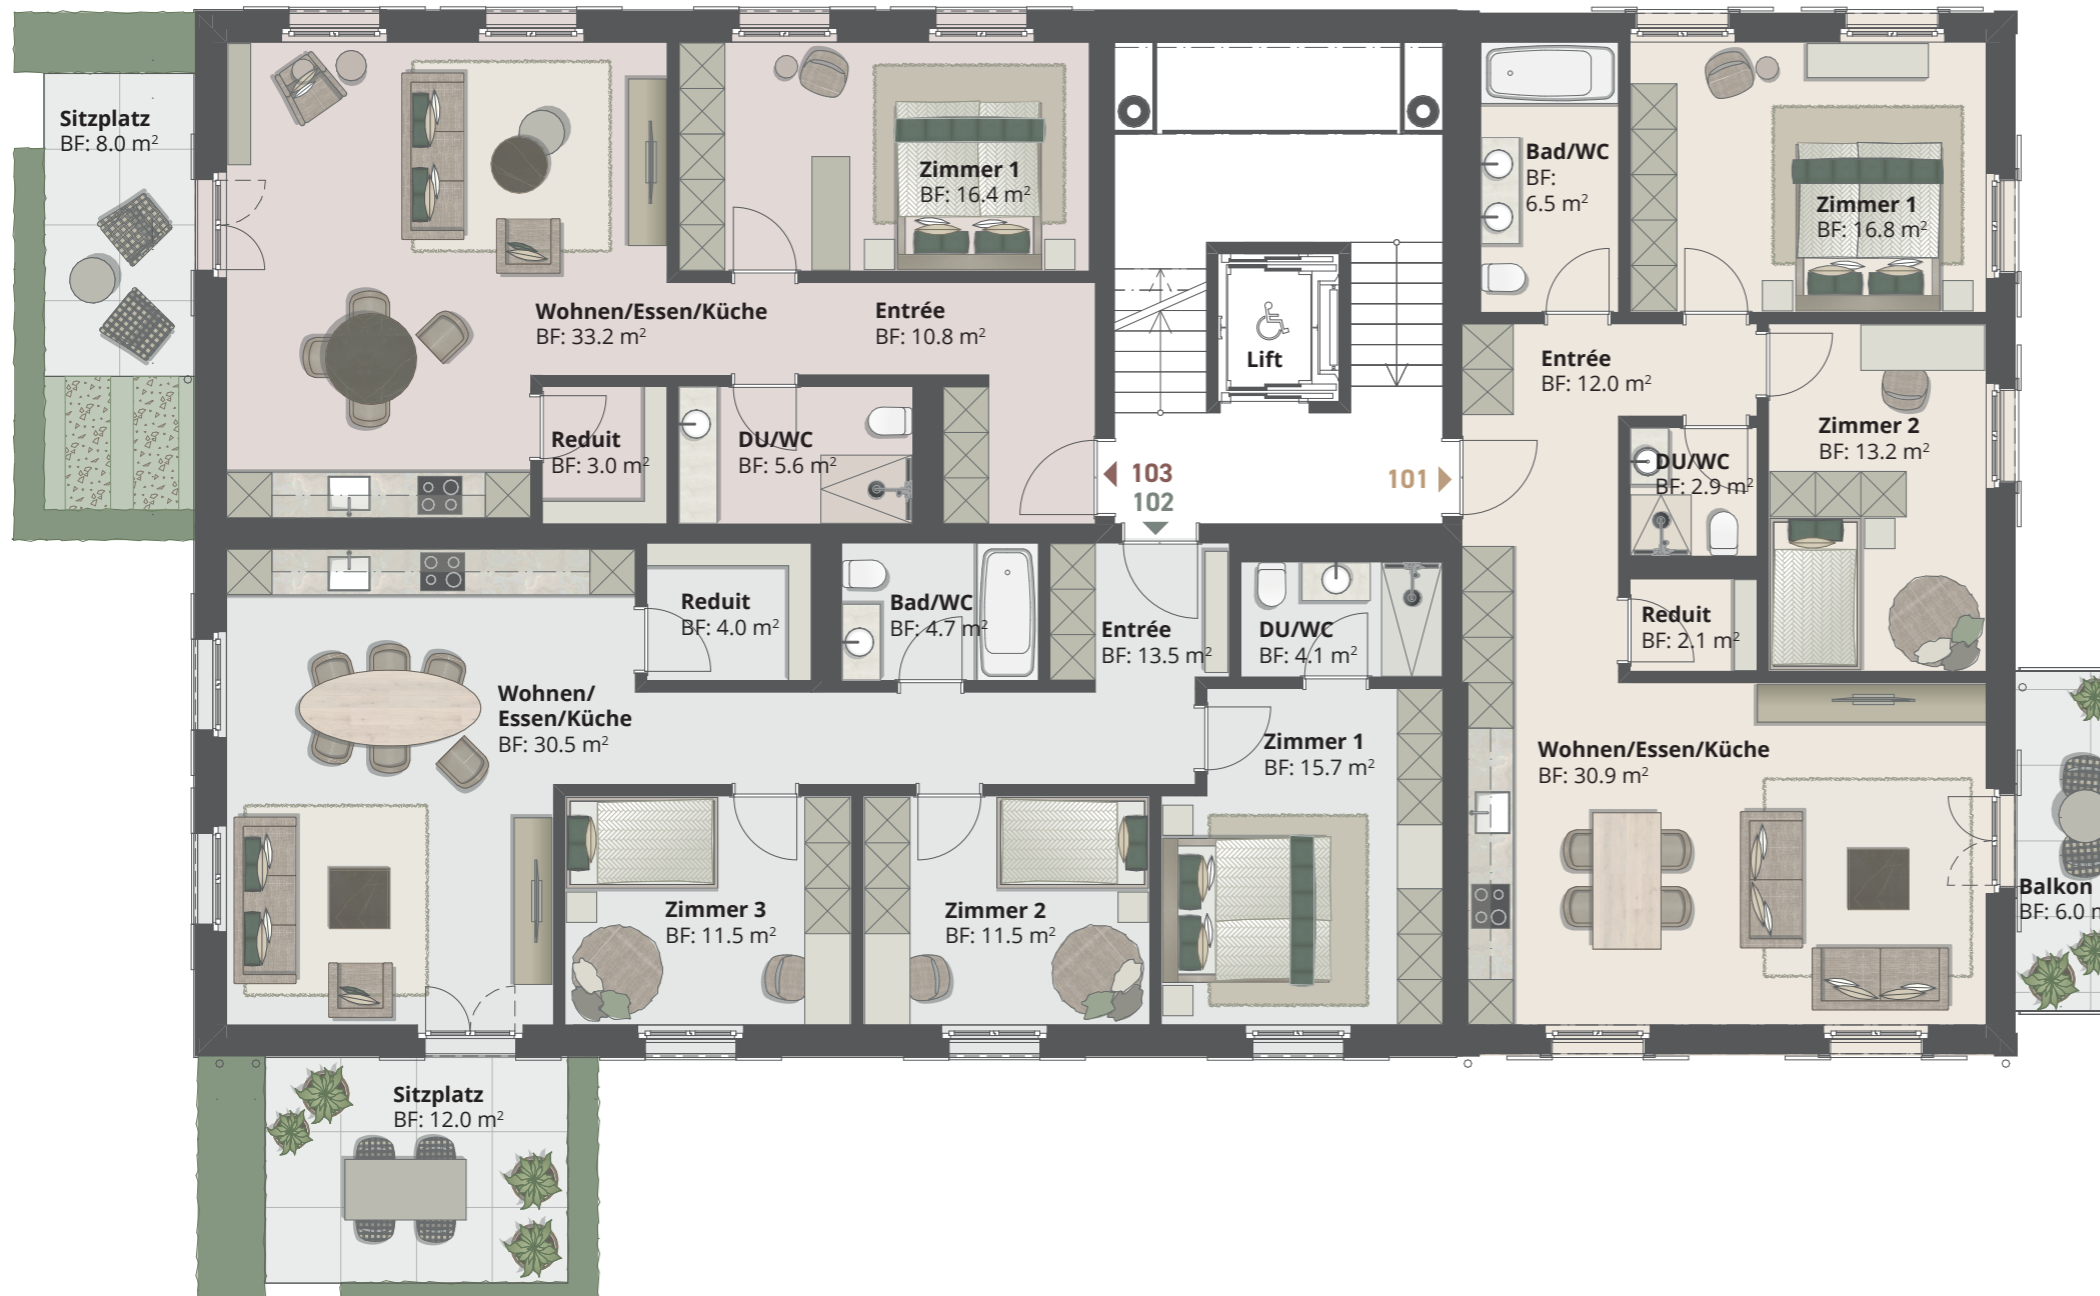 Sitzplatz
BF: 8.0 m²
Zimmer 1
BF: 16.4 m²
Wohnen/Essen/Küche
BF: 33.2 m²
Entrée
BF: 10.8 m²
Reduit
BF: 3.0 m²
DU/WC
BF: 5.6 m²
Lift
103
102
101
Bad/WC
BF:
6.5 m²
Zimmer 1
BF: 16.8 m²
Entrée
BF: 12.0 m²
Zimmer 2
BF: 13.2 m²
DU/WC
BF: 2.9 m²
Reduit
BF: 2.1 m²
Wohnen/Essen/Küche
BF: 30.9 m²
Balkon
BF: 6.0 m
Reduit
BF: 4.0 m²
Bad/WC
BF: 4.7 m²
Entrée
BF: 13.5 m²
DU/WC
BF: 4.1 m²
Wohnen/
Essen/Küche
BF: 30.5 m²
Zimmer 1
BF: 15.7 m²
Zimmer 3
BF: 11.5 m²
Zimmer 2
BF: 11.5 m²
Sitzplatz
BF: 12.0 m²